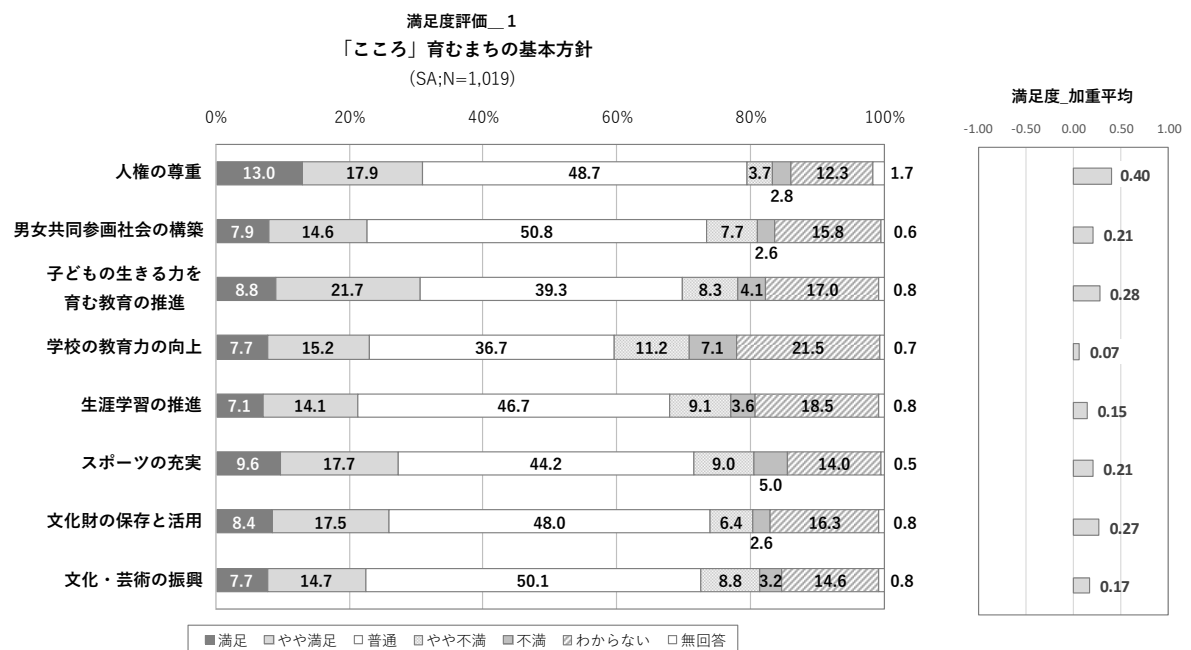 満足度評価__１
「こころ」育むまちの基本方針
(SA;N=1,019)
満足度_加重平均
0% 20% 40% 60% 80% 100%
-1.00 -0.50 0.00 0.50 1.00
人権の尊重 13.0 17.9 48.7 3.7 2.8 12.3 1.7 0.40
男女共同参画社会の構築 7.9 14.6 50.8 7.7 2.6 15.8 0.6 0.21
子どもの生きる力を
育む教育の推進 8.8 21.7 39.3 8.3 4.1 17.0 0.8 0.28
学校の教育力の向上 7.7 15.2 36.7 11.2 7.1 21.5 0.7 0.07
生涯学習の推進 7.1 14.1 46.7 9.1 3.6 18.5 0.8 0.15
スポーツの充実 9.6 17.7 44.2 9.0 5.0 14.0 0.5 0.21
文化財の保存と活用 8.4 17.5 48.0 6.4 2.6 16.3 0.8 0.27
文化・芸術の振興 7.7 14.7 50.1 8.8 3.2 14.6 0.8 0.17
満足 やや満足 普通 やや不満 不満 わからない 無回答